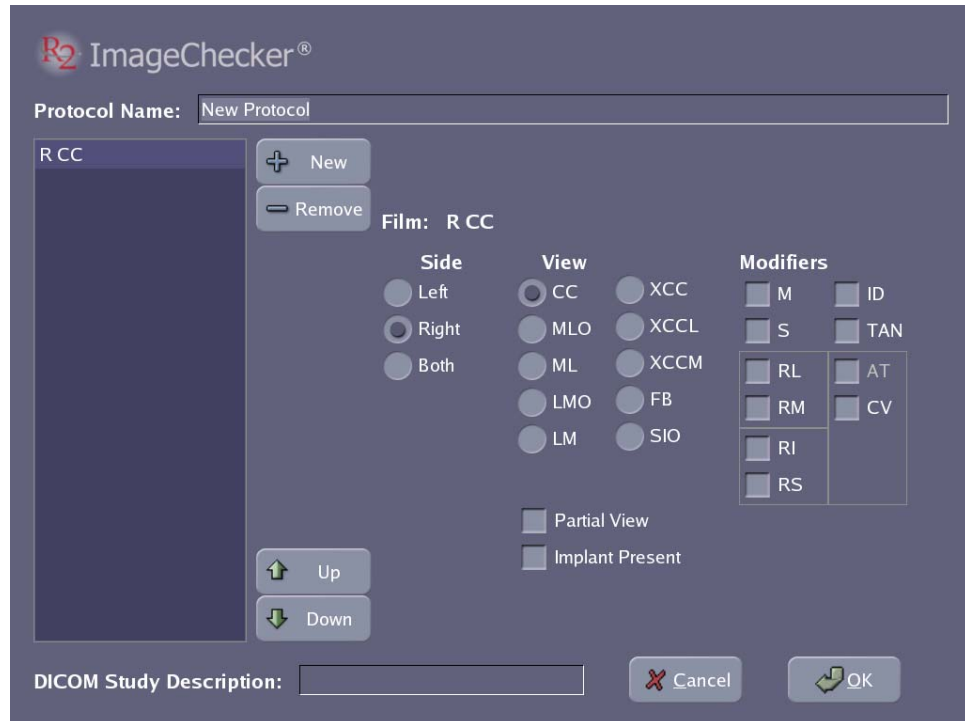 R2 ImageChecker®
Protocol Name: New Protocol
R CC
New
Remove
Film: R CC
Side
Left
Right
Both
View
CC
MLO
ML
LMO
LM
XCC
XCCL
XCCM
FB
SIO
Partial View
Implant Present
Modifiers
M
S
RL
RM
RI
RS
ID
TAN
AT
CV
Up
Down
DICOM Study Description:
Cancel
OK